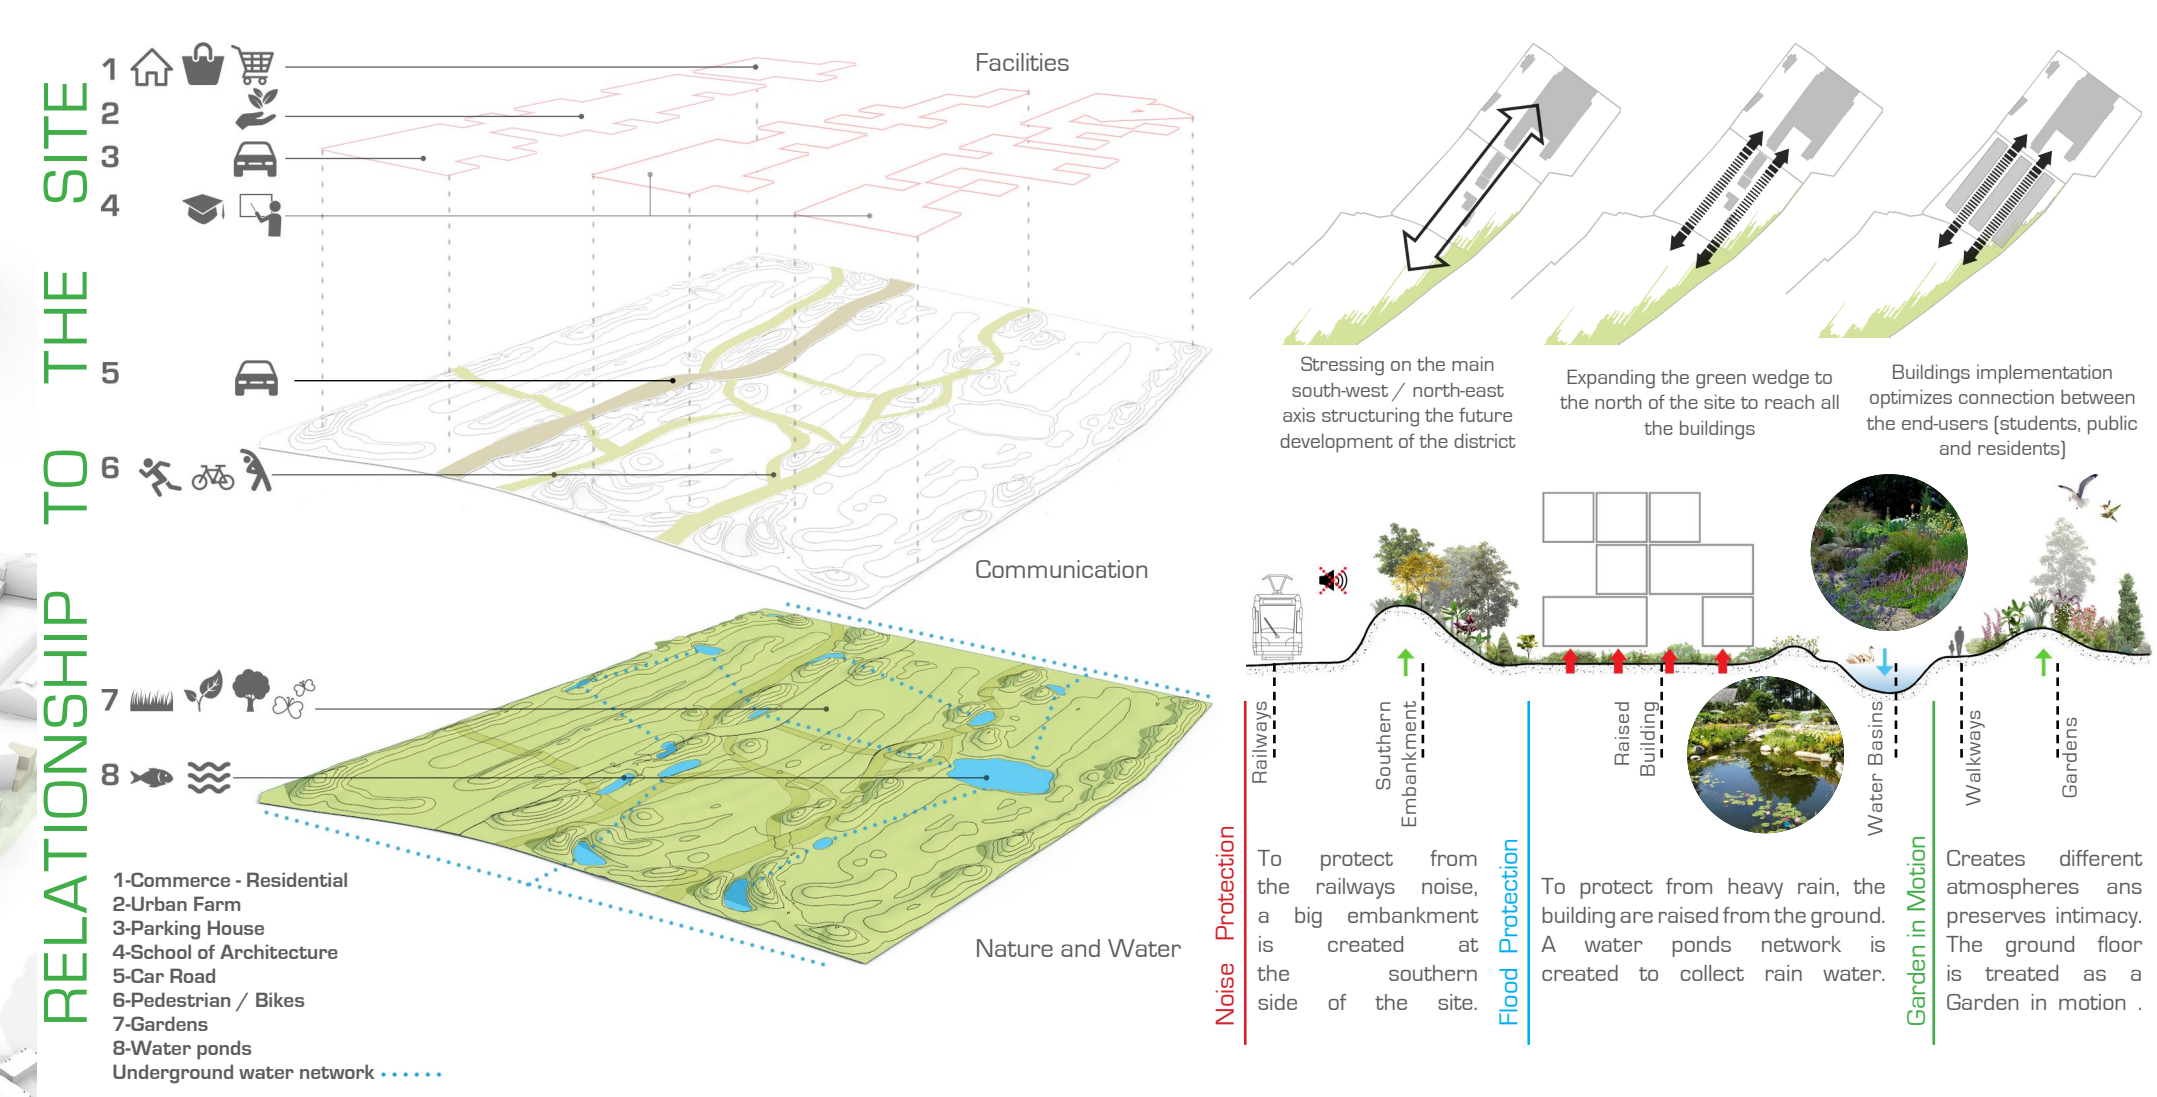 RELATIONSHIP TO THE SITE
1
2
3
4
Facilities
5
6
Communication
7
8
Nature and Water
1-Commerce - Residential
2-Urban Farm
3-Parking House
4-School of Architecture
5-Car Road
6-Pedestrian / Bikes
7-Gardens
8-Water ponds
Underground water network
Stressing on the main
south-west / north-east
axis structuring the future
development of the district
Expanding the green wedge to
the north of the site to reach all
the buildings
Buildings implementation
optimizes connection between
the end-users (students, public
and residents)
Railways
Southern
Embankment
Raised
Building
Water Basins
Walkways
Gardens
Noise Protection
To protect from
the railways noise,
a big embankment
is created at
the southern
side of the site.
Flood Protection
To protect from heavy rain, the
building are raised from the ground.
A water ponds network is
created to collect rain water.
Garden in Motion
Creates different
atmospheres ans
preserves intimacy.
The ground floor
is treated as a
Garden in motion .